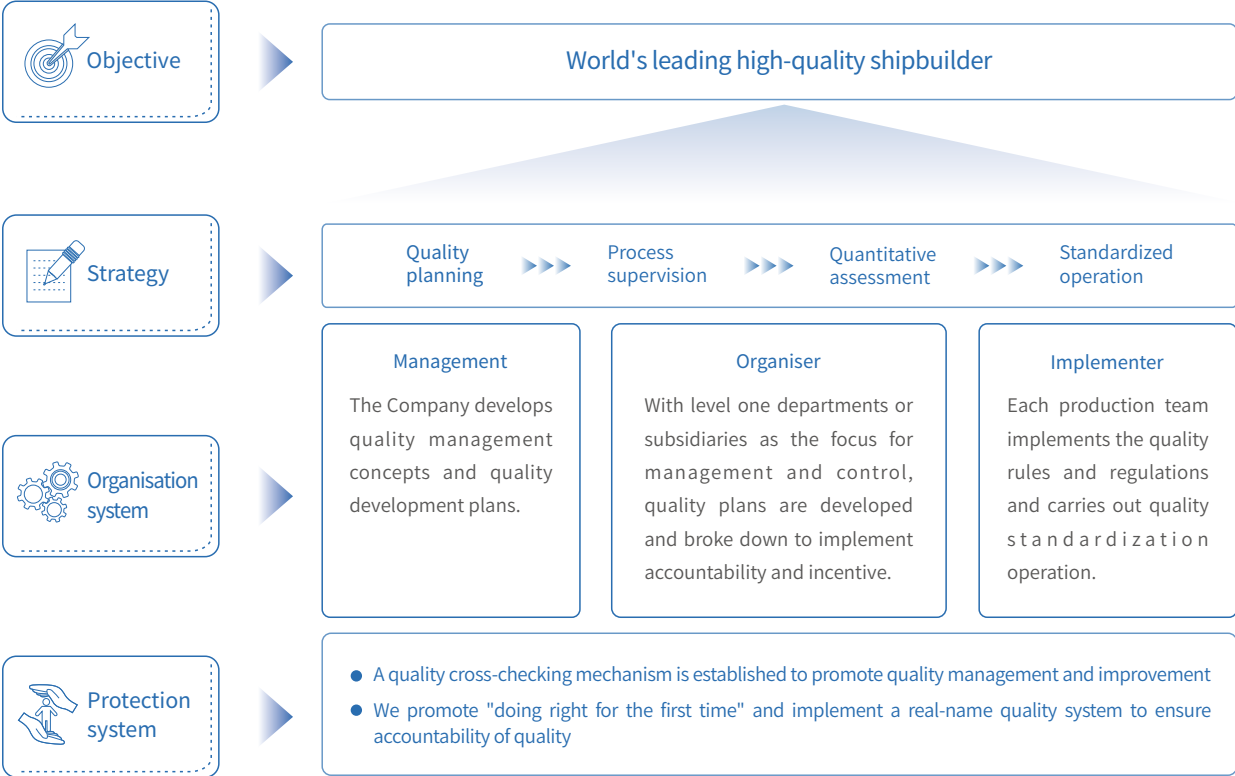 Objective
World's leading high-quality shipbuilder
Strategy
Quality
planning
Process
supervision
Quantitative
assessment
Standardized
operation
Organisation
system
Management
The Company develops
quality management
concepts and quality
development plans.
Organiser
With level one departments or
subsidiaries as the focus for
management and control,
quality plans are developed
and broke down to implement
accountability and incentive.
Implementer
Each production team
implements the quality
rules and regulations
and carries out quality
standardization
operation.
Protection
system
● A quality cross-checking mechanism is established to promote quality management and improvement
● We promote "doing right for the first time" and implement a real-name quality system to ensure
accountability of quality